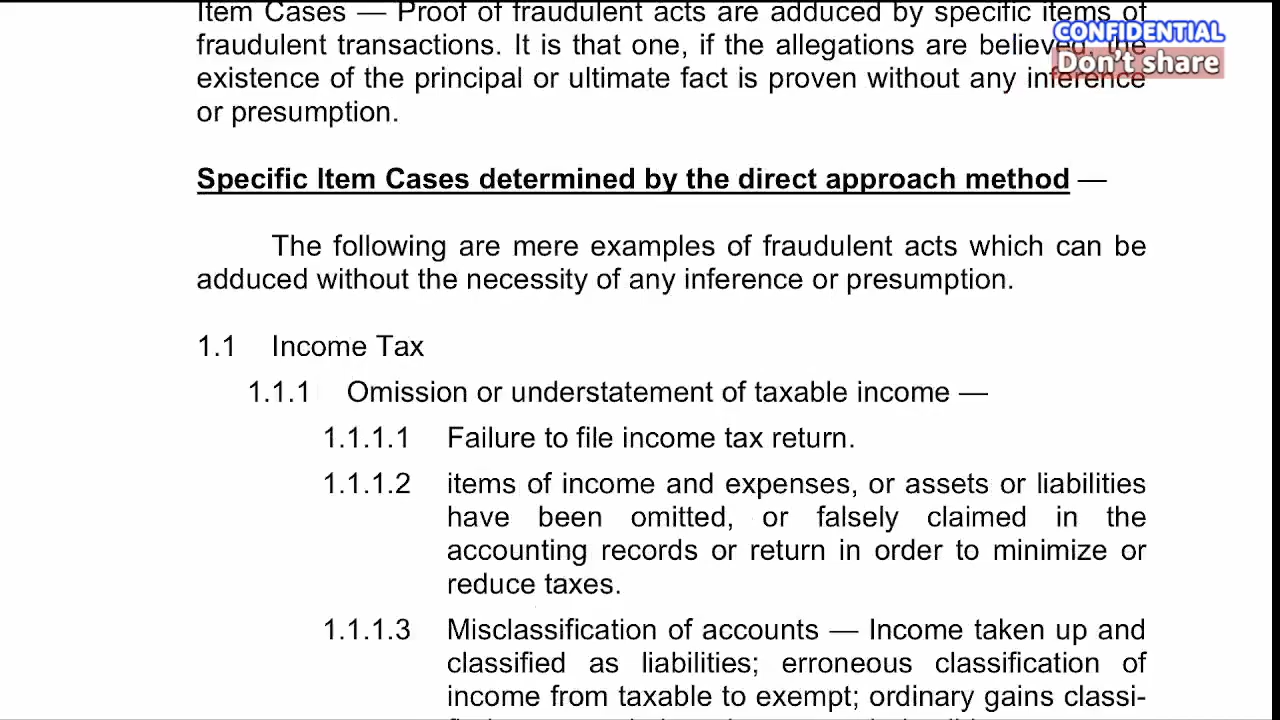 Item Cases — Proof of fraudulent acts are adduced by specific items of
fraudulent transactions. It is that one, if the allegations are believed, the
existence of the principal or ultimate fact is proven without any inference
or presumption.
CONFIDENTIAL
Don't share
Specific Item Cases determined by the direct approach method —
The following are mere examples of fraudulent acts which can be
adduced without the necessity of any inference or presumption.
1.1 Income Tax
1.1.1 Omission or understatement of taxable income —
1.1.1.1 Failure to file income tax return.
1.1.1.2 items of income and expenses, or assets or liabilities
have been omitted, or falsely claimed in the
accounting records or return in order to minimize or
reduce taxes.
1.1.1.3 Misclassification of accounts — Income taken up and
classified as liabilities; erroneous classification of
income from taxable to exempt; ordinary gains classi-